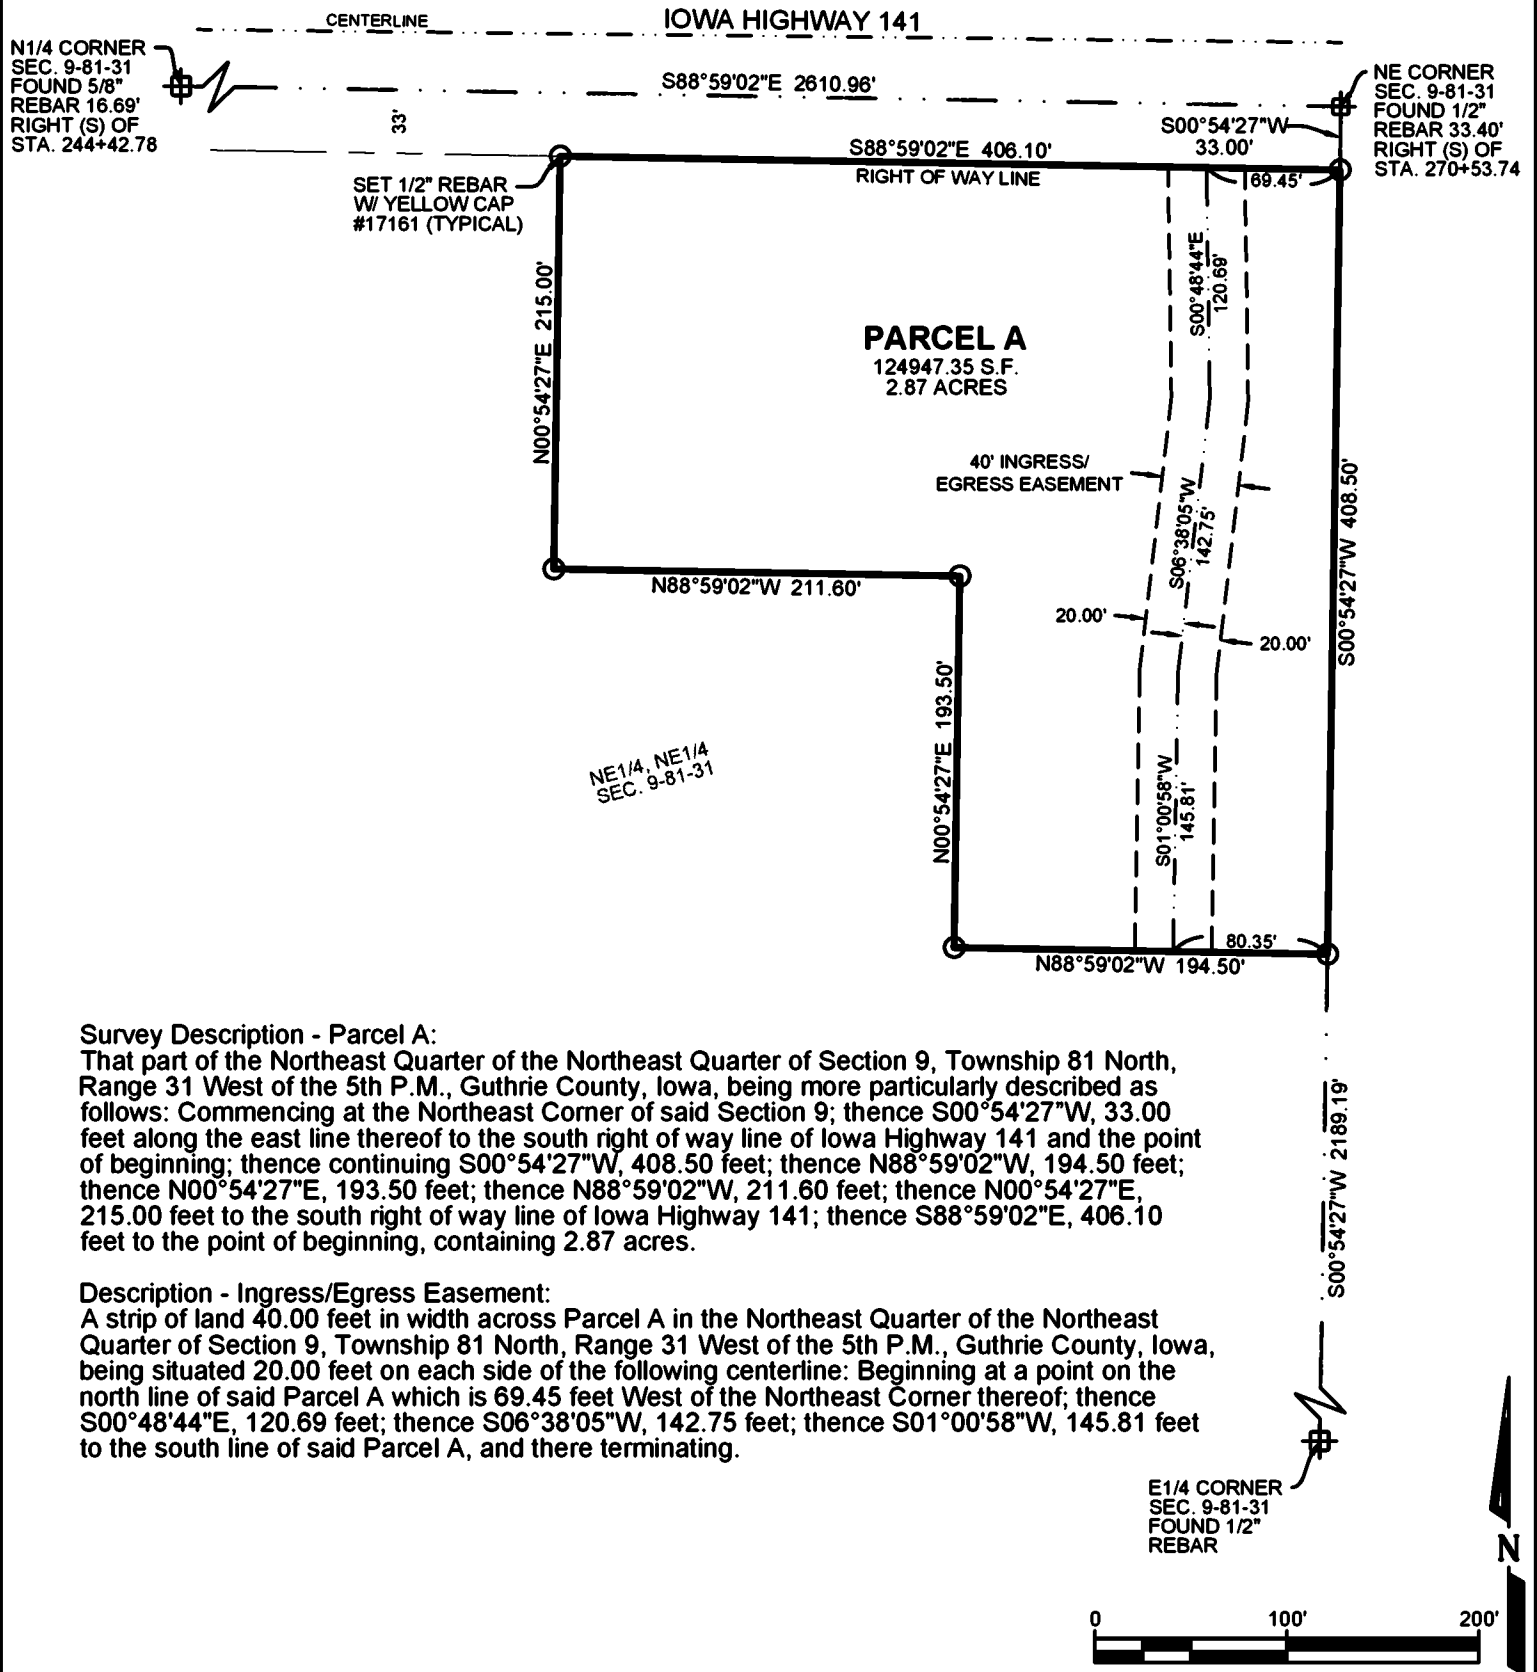 CENTERLINE
IOWA HIGHWAY 141
N1/4 CORNER
SEC. 9-81-31
FOUND 5/8"
REBAR 16.69'
RIGHT (S) OF
STA. 244+42.78
S88°59'02"E 2610.96'
NE CORNER
SEC. 9-81-31
FOUND 1/2"
REBAR 33.40'
RIGHT (S) OF
STA. 270+53.74
33'
S00°54'27"W
33.00'
S88°59'02"E 406.10'
RIGHT OF WAY LINE
69.45'
SET 1/2" REBAR
W/ YELLOW CAP
#17161 (TYPICAL)
N00°54'27"E 215.00'
S00°48'44"E
120.69'
PARCEL A
124947.35 S.F.
2.87 ACRES
40' INGRESS/
EGRESS EASEMENT
S06°38'05"W
142.75'
S00°54'27"W 408.50'
N88°59'02"W 211.60'
20.00'
20.00'
N00°54'27"E 193.50'
NE1/4, NE1/4
SEC. 9-81-31
S01°00'58"W
145.81'
80.35'
N88°59'02"W 194.50'
Survey Description - Parcel A:
That part of the Northeast Quarter of the Northeast Quarter of Section 9, Township 81 North,
Range 31 West of the 5th P.M., Guthrie County, Iowa, being more particularly described as
follows: Commencing at the Northeast Corner of said Section 9; thence S00°54'27"W, 33.00
feet along the east line thereof to the south right of way line of Iowa Highway 141 and the point
of beginning; thence continuing S00°54'27"W, 408.50 feet; thence N88°59'02"W, 194.50 feet;
thence N00°54'27"E, 193.50 feet; thence N88°59'02"W, 211.60 feet; thence N00°54'27"E,
215.00 feet to the south right of way line of Iowa Highway 141; thence S88°59'02"E, 406.10
feet to the point of beginning, containing 2.87 acres.
S00°54'27"W 2189.19'
Description - Ingress/Egress Easement:
A strip of land 40.00 feet in width across Parcel A in the Northeast Quarter of the Northeast
Quarter of Section 9, Township 81 North, Range 31 West of the 5th P.M., Guthrie County, Iowa,
being situated 20.00 feet on each side of the following centerline: Beginning at a point on the
north line of said Parcel A which is 69.45 feet West of the Northeast Corner thereof; thence
S00°48'44"E, 120.69 feet; thence S06°38'05"W, 142.75 feet; thence S01°00'58"W, 145.81 feet
to the south line of said Parcel A, and there terminating.
E1/4 CORNER
SEC. 9-81-31
FOUND 1/2"
REBAR
N
0 100' 200'